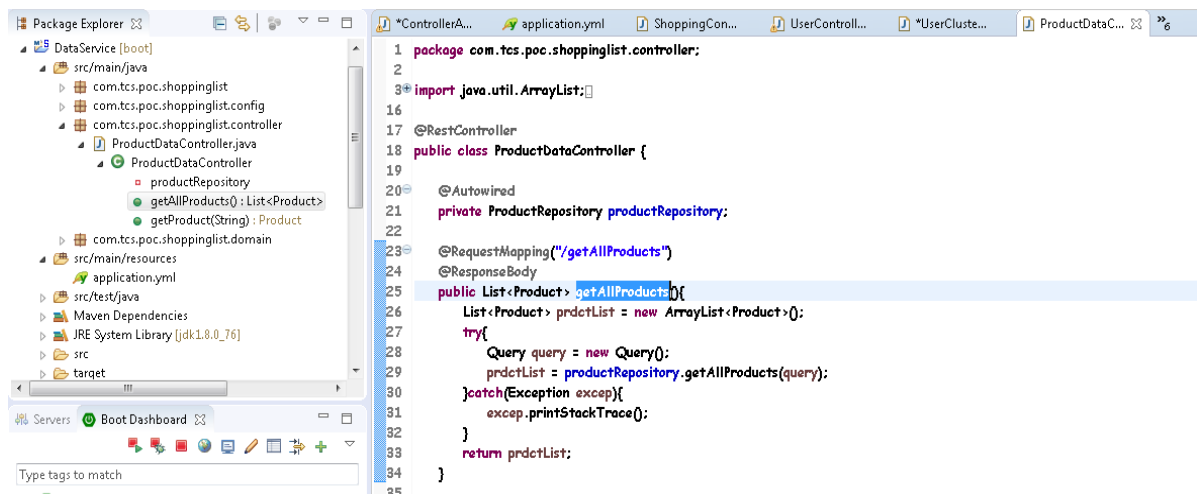 Package Explorer
DataService [boot]
src/main/java
com.tcs.poc.shoppinglist
com.tcs.poc.shoppinglist.config
com.tcs.poc.shoppinglist.controller
ProductDataController.java
ProductDataController
productRepository
getAllProducts() : List<Product>
getProduct(String) : Product
com.tcs.poc.shoppinglist.domain
src/main/resources
application.yml
src/test/java
Maven Dependencies
JRE System Library [jdk1.8.0_76]
src
target
Servers Boot Dashboard
Type tags to match
*ControllerA... application.yml ShoppingCon... UserControll... *UserCluste... ProductDataC... »6
1 package com.tcs.poc.shoppinglist.controller;
2
3 import java.util.ArrayList;
16
17 @RestController
18 public class ProductDataController {
19
20 @Autowired
21 private ProductRepository productRepository;
22
23 @RequestMapping("/getAllProducts")
24 @ResponseBody
25 public List<Product> getAllProducts(){
26 List<Product> prdctList = new ArrayList<Product>();
27 try{
28 Query query = new Query();
29 prdctList = productRepository.getAllProducts(query);
30 }catch(Exception excep){
31 excep.printStackTrace();
32 }
33 return prdctList;
34 }
35